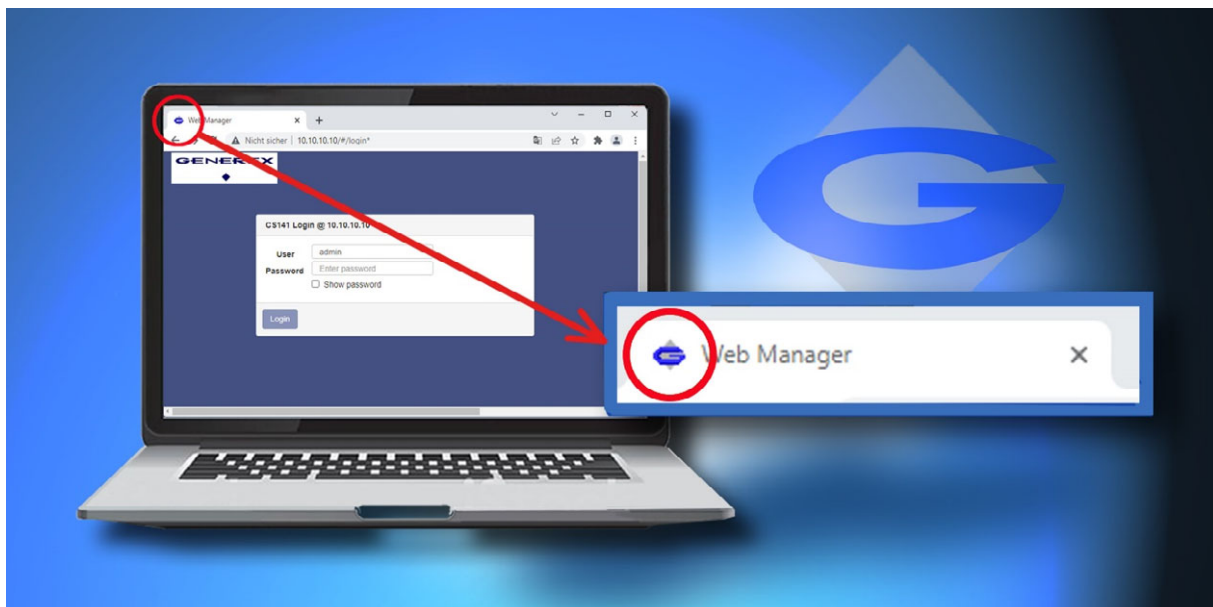 Web Manager
Nicht sicher | 10.10.10.10/#/login*
GENEREX
CS141 Login @ 10.10.10.10
User admin
Password Enter password
Show password
Login
Web Manager
G